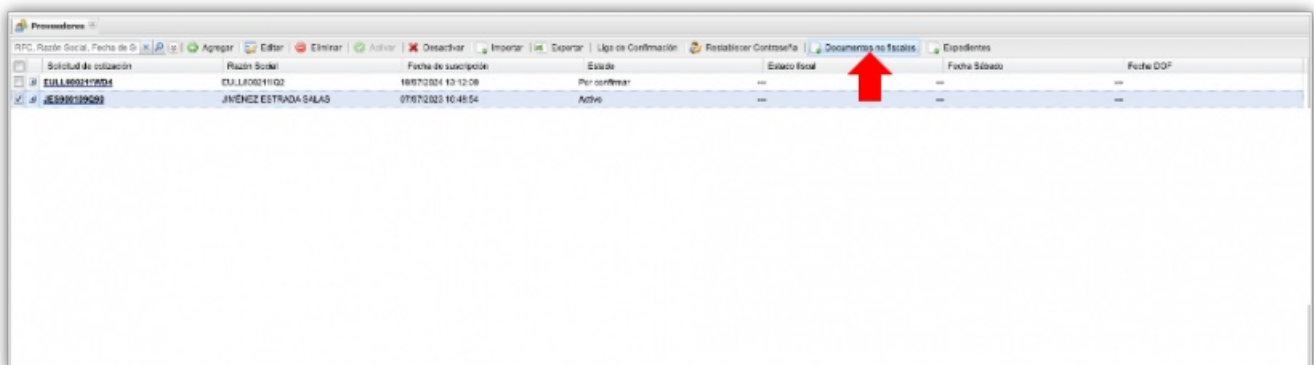 Proveedores
RFC, Razón Social, Fecha de S Agregar Editar Eliminar Activar Desactivar Importar Exportar Liga de Confirmación Restablecer Contraseña Documentos no fiscales Expedientes
Solicitud de cotización Razón Social Fecha de suscripción Estado Estado fiscal Fecha Sábado Fecha DOF
Por confirmar --- --- ---
JIMÉNEZ ESTRADA SALAS 07/07/2023 10:48:54 Activo --- --- ---